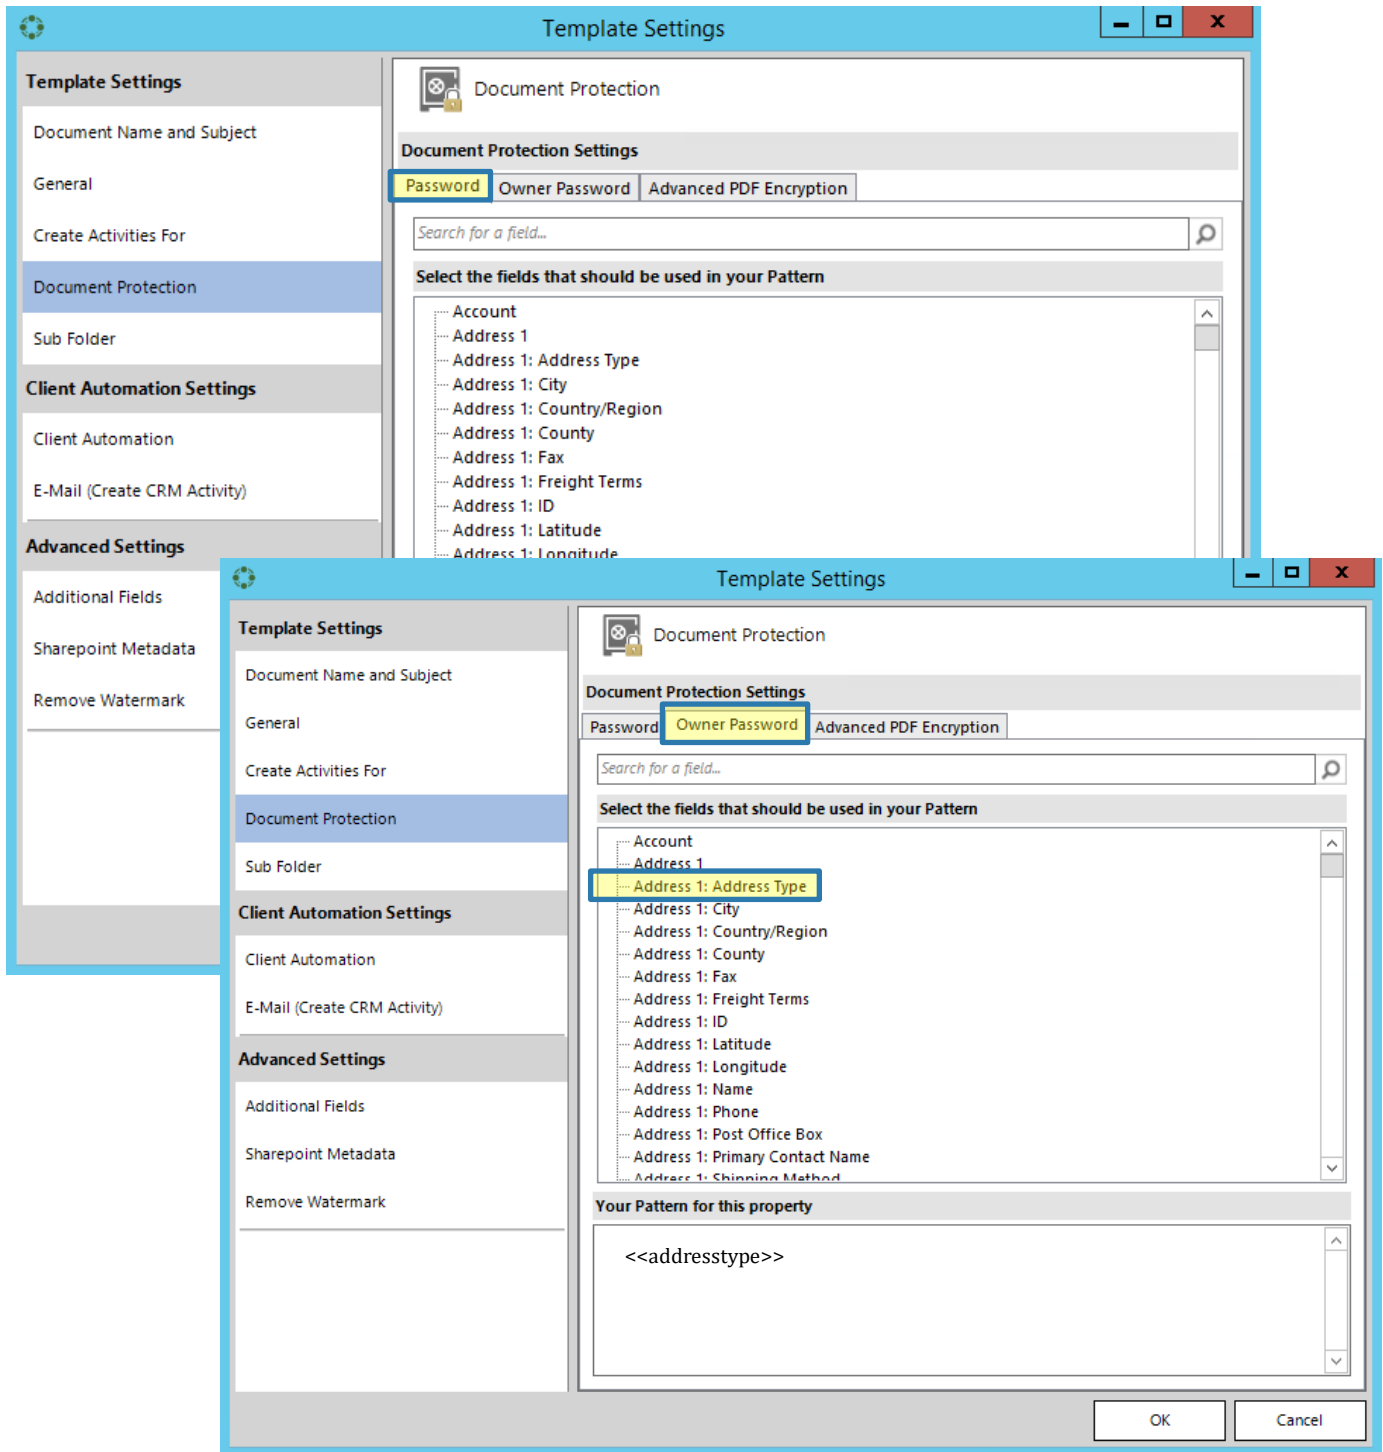 Template Settings
Template Settings
Document Name and Subject
General
Create Activities For
Document Protection
Sub Folder
Client Automation Settings
Client Automation
E-Mail (Create CRM Activity)
Advanced Settings
Additional Fields
Sharepoint Metadata
Remove Watermark
Document Protection
Document Protection Settings
Password Owner Password Advanced PDF Encryption
Search for a field...
Select the fields that should be used in your Pattern
Account
Address 1
Address 1: Address Type
Address 1: City
Address 1: Country/Region
Address 1: County
Address 1: Fax
Address 1: Freight Terms
Address 1: ID
Address 1: Latitude
Address 1: Longitude
Template Settings
Template Settings
Document Name and Subject
General
Create Activities For
Document Protection
Sub Folder
Client Automation Settings
Client Automation
E-Mail (Create CRM Activity)
Advanced Settings
Additional Fields
Sharepoint Metadata
Remove Watermark
Document Protection
Document Protection Settings
Password Owner Password Advanced PDF Encryption
Search for a field...
Select the fields that should be used in your Pattern
Account
Address 1
Address 1: Address Type
Address 1: City
Address 1: Country/Region
Address 1: County
Address 1: Fax
Address 1: Freight Terms
Address 1: ID
Address 1: Latitude
Address 1: Longitude
Address 1: Name
Address 1: Phone
Address 1: Post Office Box
Address 1: Primary Contact Name
Address 1: Shipping Method
Your Pattern for this property
<<addresstype>>
OK Cancel